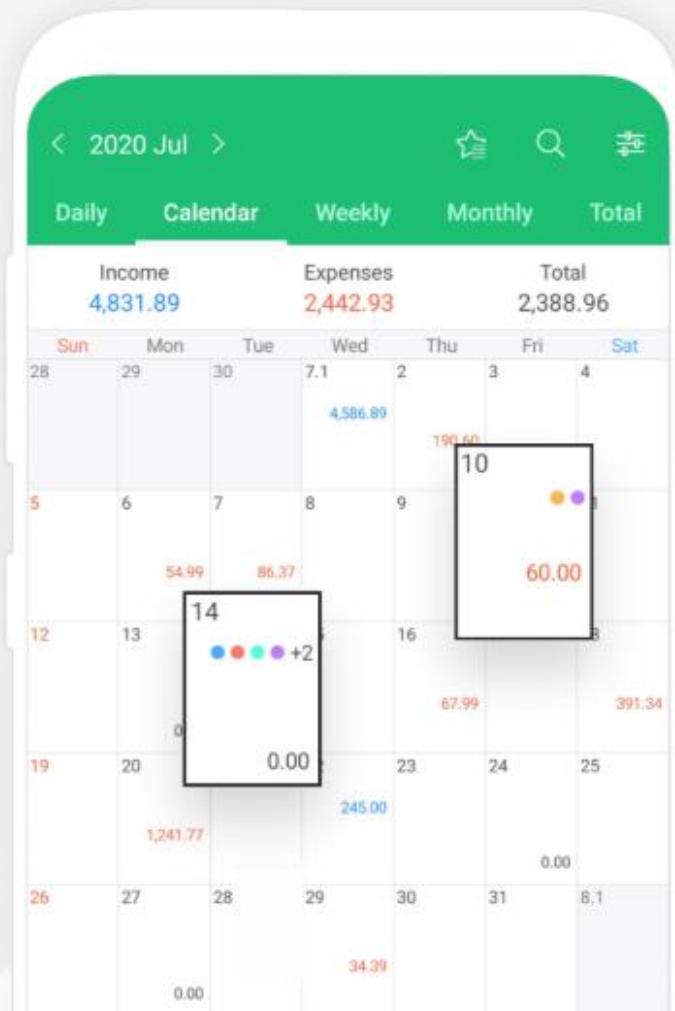 2020 Jul
Daily Calendar Weekly Monthly Total
Income Expenses Total
4,831.89 2,442.93 2,388.96
Sun Mon Tue Wed Thu Fri Sat
28 29 30 7.1 2 3 4
4,586.89
190.60
10
60.00
5 6 7 8 9
54.99 86.37
14
+2
0.00
12 13 16
67.99 391.34
19 20 23 24 25
245.00
1,241.77
0.00
26 27 28 29 30 31 8.1
34.39
0.00